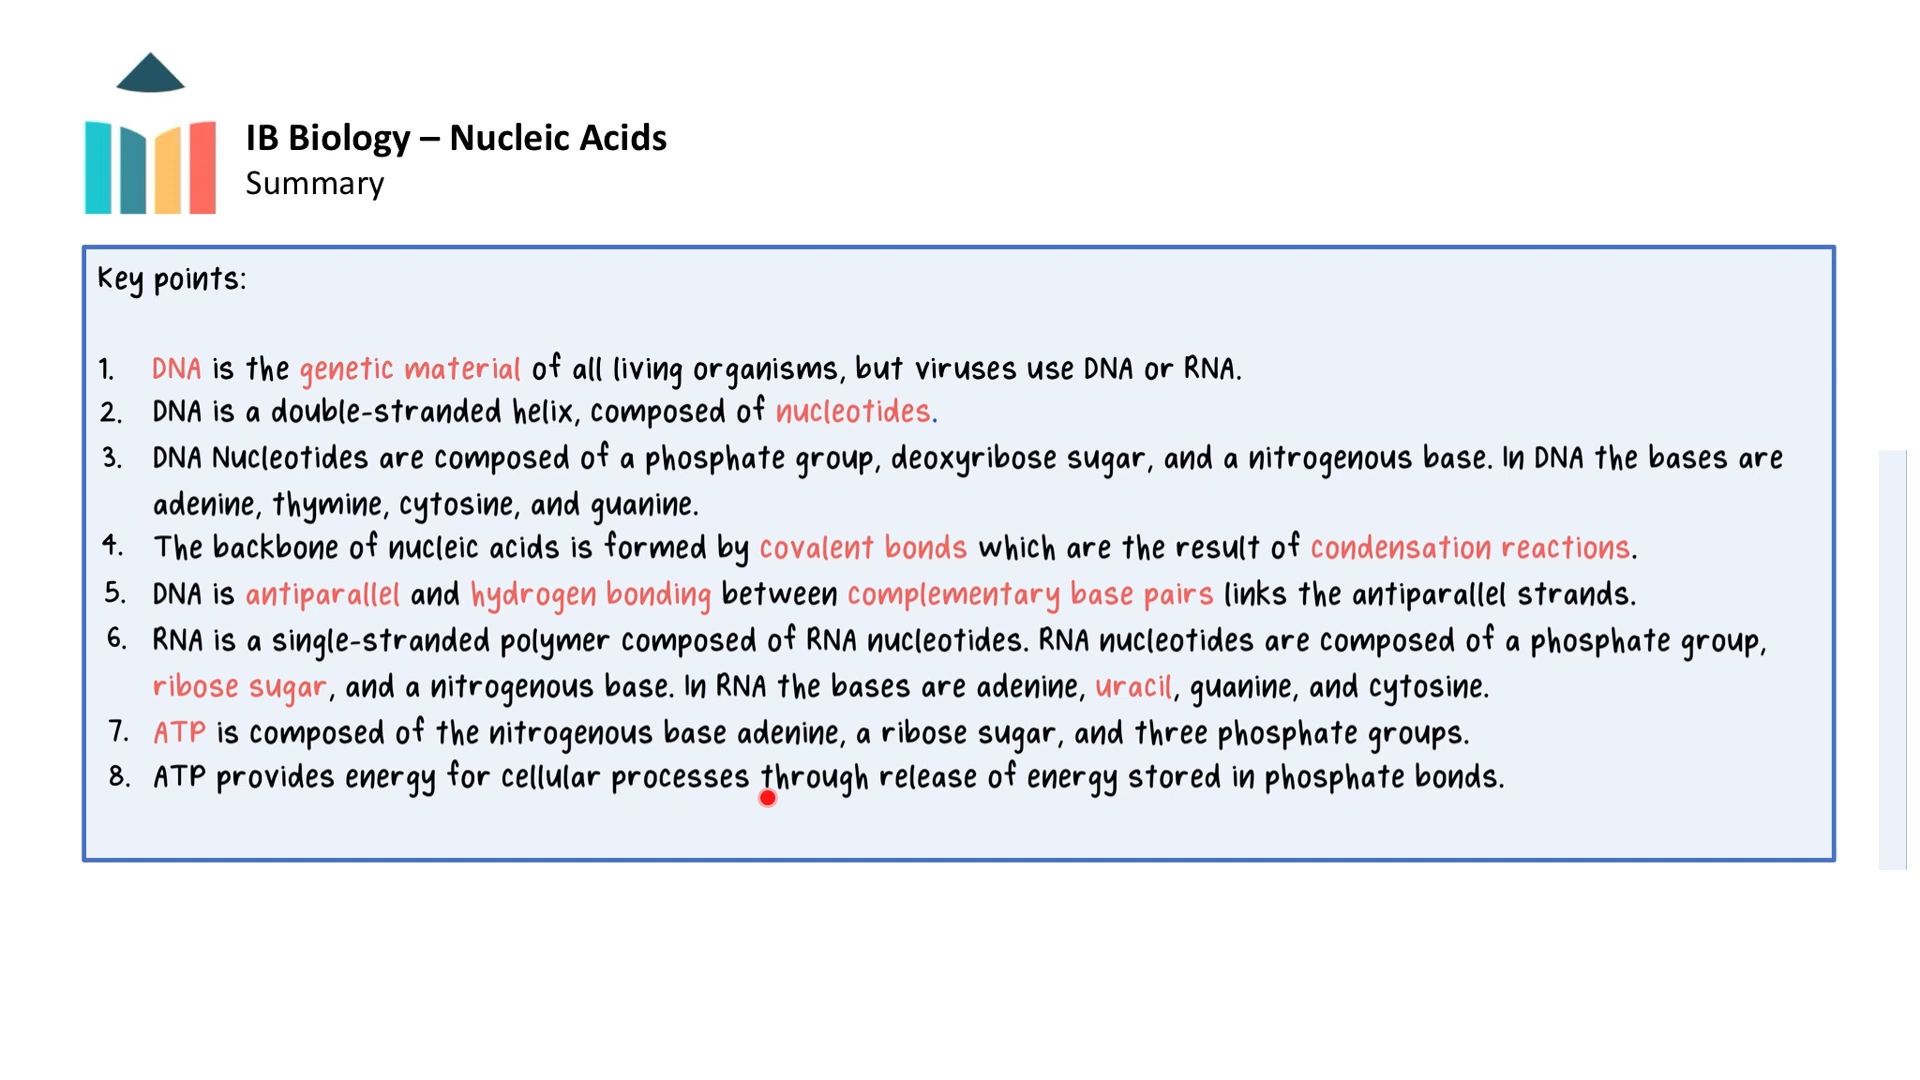 IB Biology – Nucleic Acids
Summary
Key points:
1. DNA is the genetic material of all living organisms, but viruses use DNA or RNA.
2. DNA is a double-stranded helix, composed of nucleotides.
3. DNA Nucleotides are composed of a phosphate group, deoxyribose sugar, and a nitrogenous base. In DNA the bases are
adenine, thymine, cytosine, and guanine.
4. The backbone of nucleic acids is formed by covalent bonds which are the result of condensation reactions.
5. DNA is antiparallel and hydrogen bonding between complementary base pairs links the antiparallel strands.
6. RNA is a single-stranded polymer composed of RNA nucleotides. RNA nucleotides are composed of a phosphate group,
ribose sugar, and a nitrogenous base. In RNA the bases are adenine, uracil, guanine, and cytosine.
7. ATP is composed of the nitrogenous base adenine, a ribose sugar, and three phosphate groups.
8. ATP provides energy for cellular processes through release of energy stored in phosphate bonds.